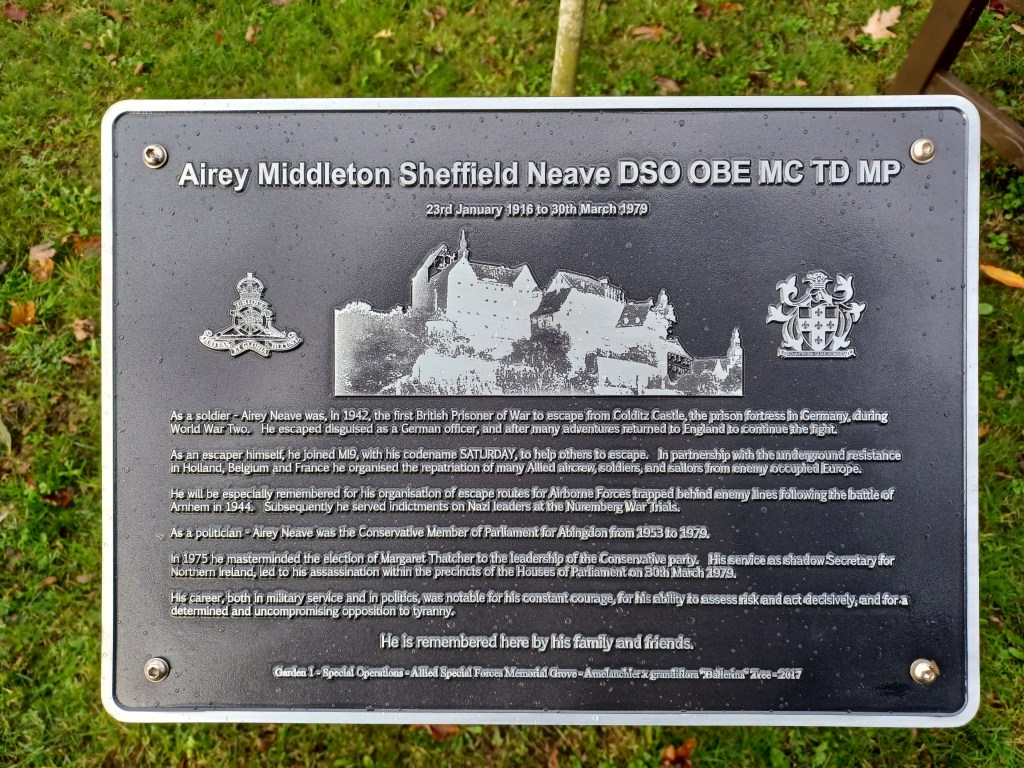 Airey Middleton Sheffield Neave DSO OBE MC TD MP
23rd January 1916 to 30th March 1979
UBIQUE
As a soldier - Airey Neave was, in 1942, the first British Prisoner of War to escape from Colditz Castle, the prison fortress in Germany, during
World War Two. He escaped disguised as a German officer, and after many adventures returned to England to continue the fight.
As an escaper himself, he joined MI9, with his codename SATURDAY, to help others to escape. In partnership with the underground resistance
in Holland, Belgium and France he organised the repatriation of many Allied aircrew, soldiers, and sailors from enemy occupied Europe.
He will be especially remembered for his organisation of escape routes for Airborne Forces trapped behind enemy lines following the battle of
Arnhem in 1944. Subsequently he served indictments on Nazi leaders at the Nuremberg War Trials.
As a politician - Airey Neave was the Conservative Member of Parliament for Abingdon from 1953 to 1979.
In 1975 he masterminded the election of Margaret Thatcher to the leadership of the Conservative party. His service as shadow Secretary for
Northern Ireland, led to his assassination within the precincts of the Houses of Parliament on 30th March 1979.
His career, both in military service and in politics, was notable for his constant courage, for his ability to assess risk and act decisively, and for a
determined and uncompromising opposition to tyranny.
He is remembered here by his family and friends.
Garden 1 - Special Operations - Allied Special Forces Memorial Grove - Amelanchier x grandiflora "Ballerina" Tree - 2017